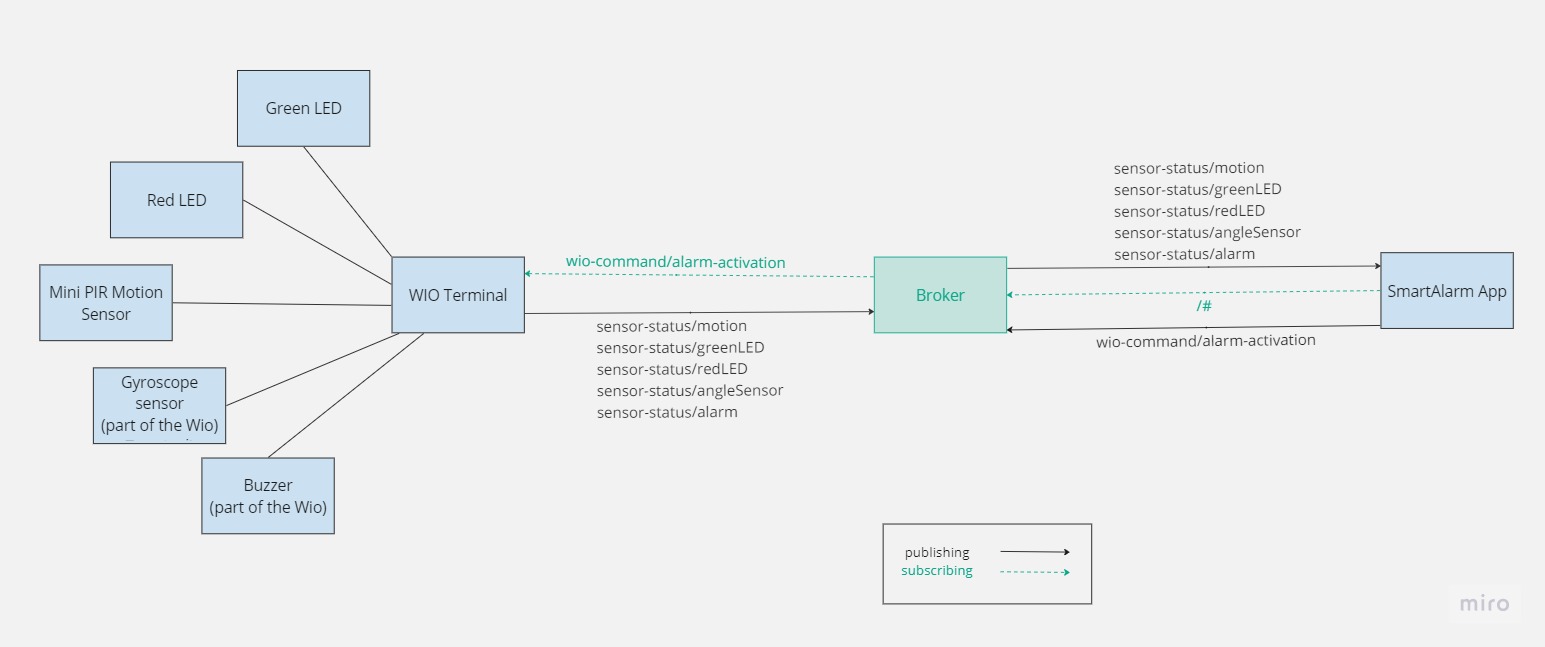 Green LED
Red LED
Mini PIR Motion
Sensor
Gyroscope
sensor
(part of the Wio)
Buzzer
(part of the Wio)
WIO Terminal
wio-command/alarm-activation
sensor-status/motion
sensor-status/greenLED
sensor-status/redLED
sensor-status/angleSensor
sensor-status/alarm
Broker
sensor-status/motion
sensor-status/greenLED
sensor-status/redLED
sensor-status/angleSensor
sensor-status/alarm
/#
wio-command/alarm-activation
SmartAlarm App
publishing
subscribing
miro